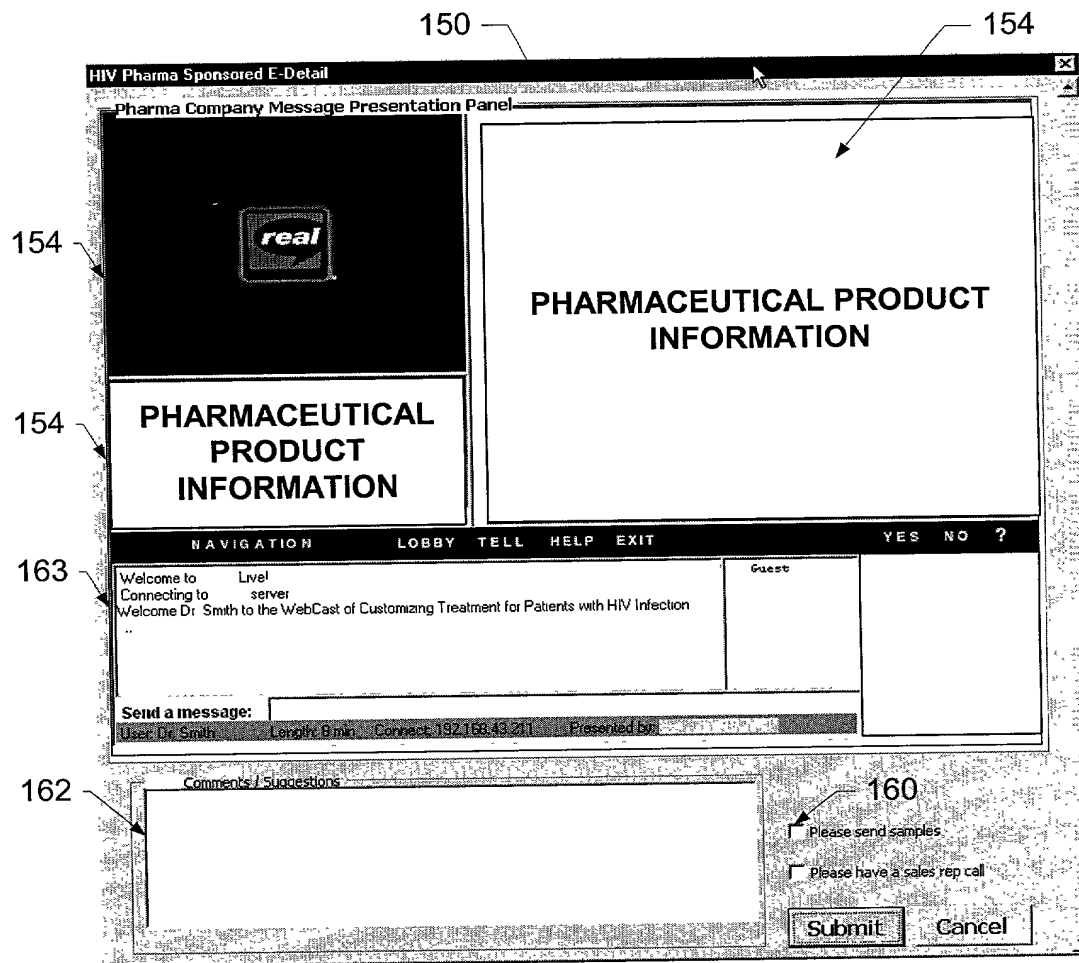 150
154
HIV Pharma Sponsored E-Detail
Pharma Company Message Presentation Panel
real
154
PHARMACEUTICAL PRODUCT
INFORMATION
154
PHARMACEUTICAL
PRODUCT
INFORMATION
NAVIGATION LOBBY TELL HELP EXIT YES NO ?
163
Welcome to Live!
Connecting to server
Welcome Dr Smith to the WebCast of Customizing Treatment for Patients with HIV Infection
..
Guest
Send a message:
User: Dr. Smith Length: 8 min Connect: 192.168.43.211 Presented by:
162
Comments / Suggestions
160
Please send samples
Please have a sales rep call
Submit Cancel